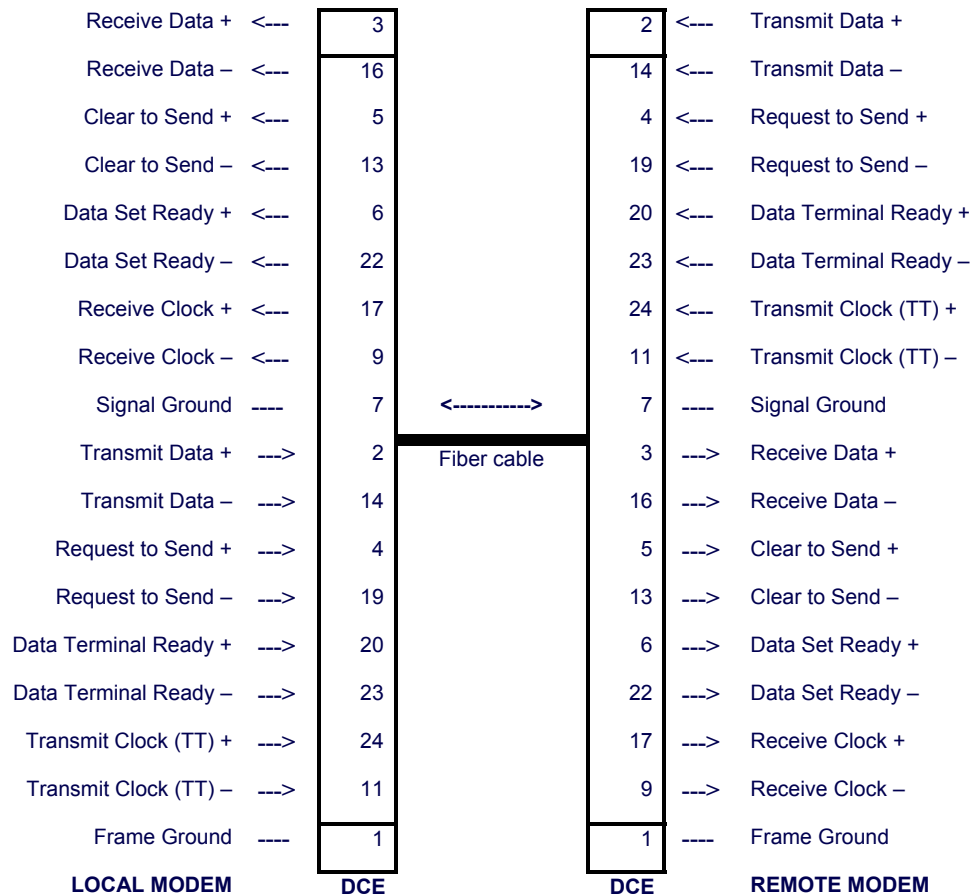 Receive Data + <--- 3 2 <--- Transmit Data +
Receive Data – <--- 16 14 <--- Transmit Data –
Clear to Send + <--- 5 4 <--- Request to Send +
Clear to Send – <--- 13 19 <--- Request to Send –
Data Set Ready + <--- 6 20 <--- Data Terminal Ready +
Data Set Ready – <--- 22 23 <--- Data Terminal Ready –
Receive Clock + <--- 17 24 <--- Transmit Clock (TT) +
Receive Clock – <--- 9 11 <--- Transmit Clock (TT) –
Signal Ground ---- 7 <-----------> 7 ---- Signal Ground
Transmit Data + ---> 2 Fiber cable 3 ---> Receive Data +
Transmit Data – ---> 14 16 ---> Receive Data –
Request to Send + ---> 4 5 ---> Clear to Send +
Request to Send – ---> 19 13 ---> Clear to Send –
Data Terminal Ready + ---> 20 6 ---> Data Set Ready +
Data Terminal Ready – ---> 23 22 ---> Data Set Ready –
Transmit Clock (TT) + ---> 24 17 ---> Receive Clock +
Transmit Clock (TT) – ---> 11 9 ---> Receive Clock –
Frame Ground ---- 1 1 ---- Frame Ground
LOCAL MODEM DCE DCE REMOTE MODEM